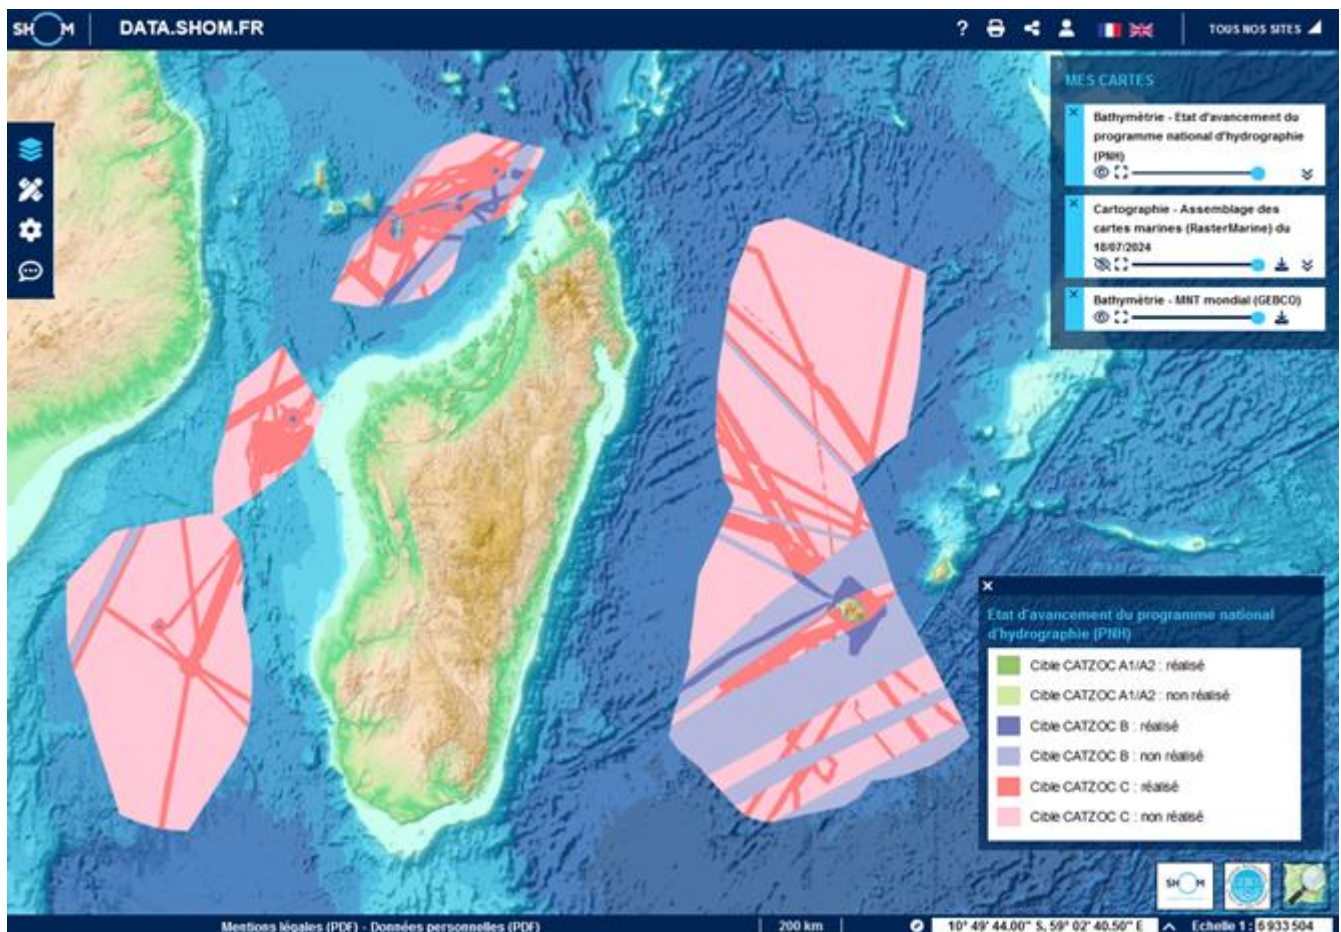 SHOM
DATA.SHOM.FR
?
TOUS NOS SITES
MES CARTES
Bathymétrie - Etat d'avancement du
programme national d'hydrographie
(PNH)
Cartographie - Assemblage des
cartes marines (RasterMarine) du
18/07/2024
Bathymétrie - MNT mondial (GEBCO)
Etat d'avancement du programme national
d'hydrographie (PNH)
Cible CATZOC A1/A2 : réalisé
Cible CATZOC A1/A2 : non réalisé
Cible CATZOC B : réalisé
Cible CATZOC B : non réalisé
Cible CATZOC C : réalisé
Cible CATZOC C : non réalisé
SHOM
Mentions légales (PDF) - Données personnelles (PDF)
200 km
10° 49' 44.00" S, 59° 02' 40.50" E
Echelle 1 : 6 933 504